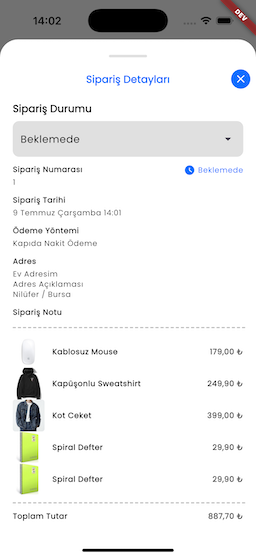 14:02
DEV
Sipariş Detayları
Sipariş Durumu
Beklemede
Sipariş Numarası
Beklemede
1
Sipariş Tarihi
9 Temmuz Çarşamba 14:01
Ödeme Yöntemi
Kapıda Nakit Ödeme
Adres
Ev Adresim
Adres Açıklaması
Nilüfer / Bursa
Sipariş Notu
Kablosuz Mouse 179,00 ₺
Kapüşonlu Sweatshirt 249,90 ₺
Kot Ceket 399,00 ₺
Spiral Defter 29,90 ₺
Spiral Defter 29,90 ₺
Toplam Tutar 887,70 ₺